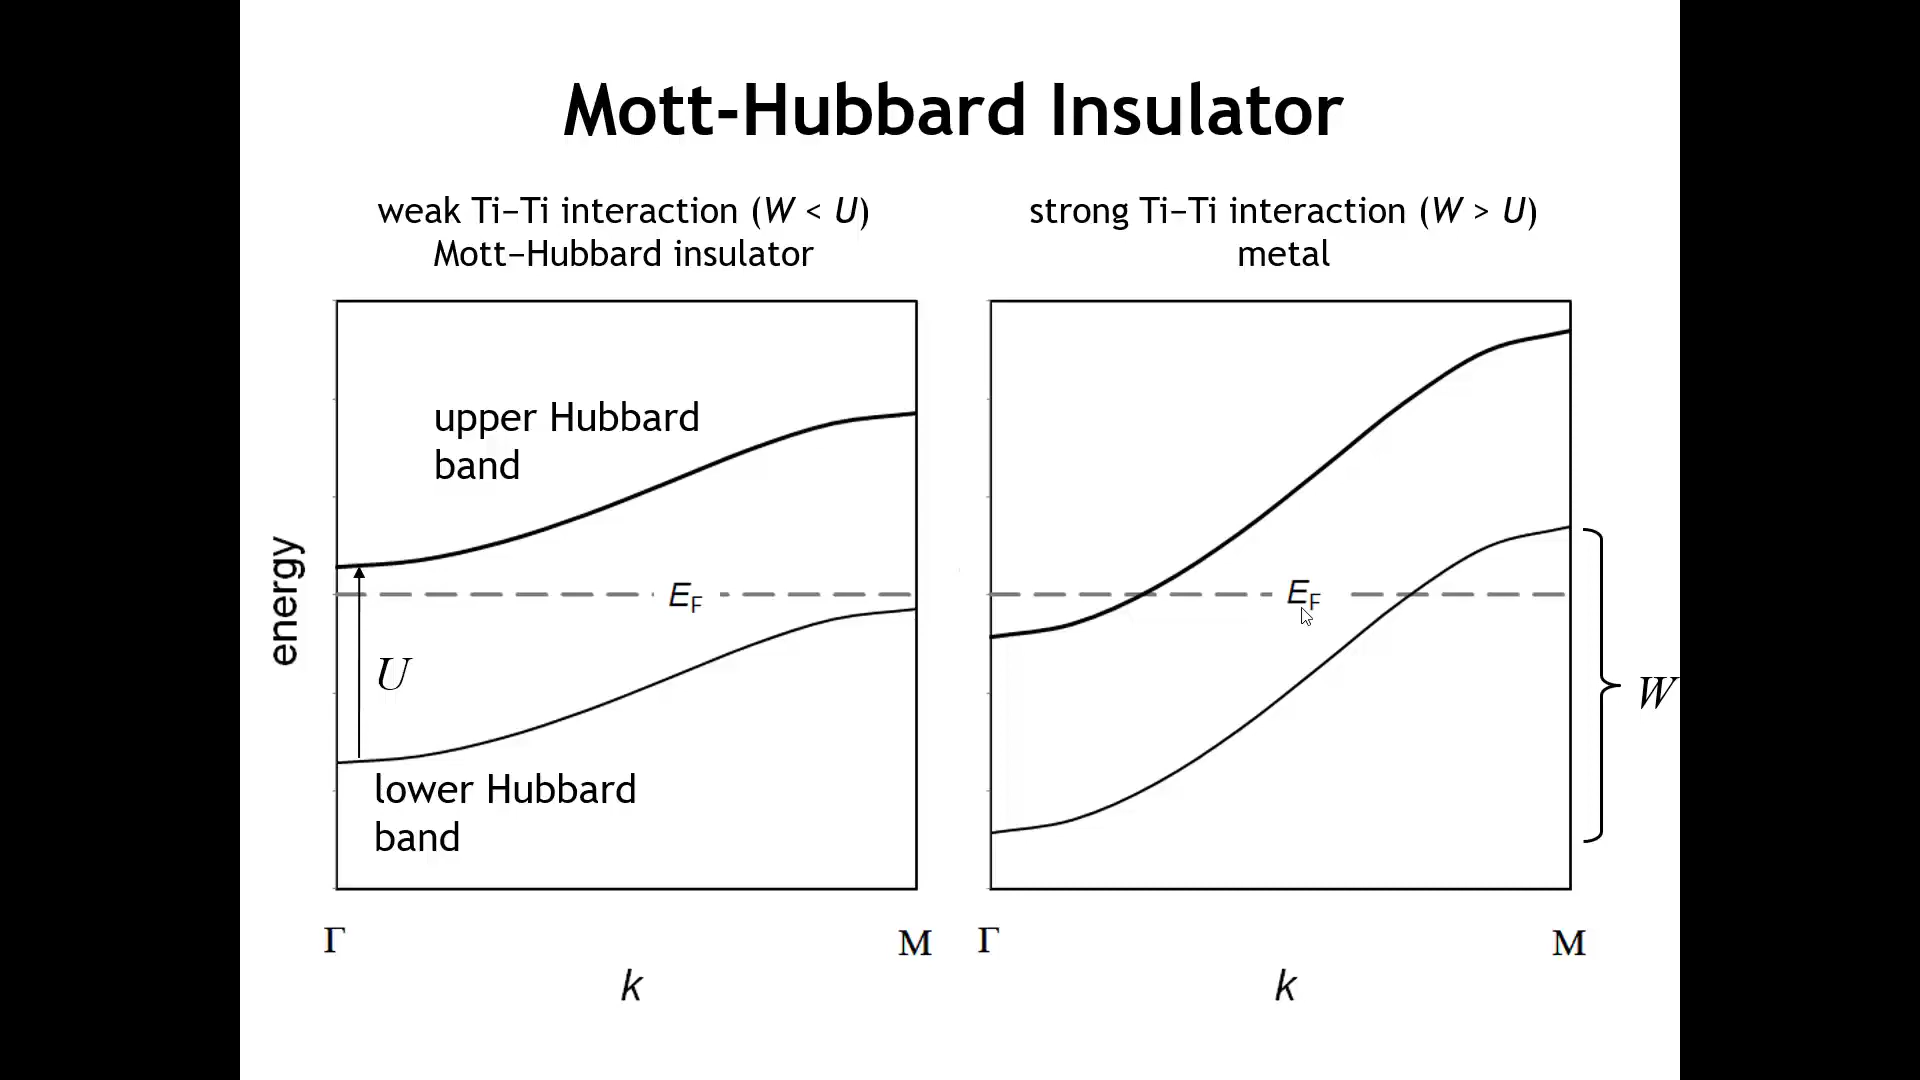 Mott-Hubbard Insulator
weak Ti–Ti interaction (W < U)
Mott–Hubbard insulator
strong Ti–Ti interaction (W > U)
metal
upper Hubbard
band
energy
E_F
U
lower Hubbard
band
Γ
M
k
E_F
W
Γ
M
k